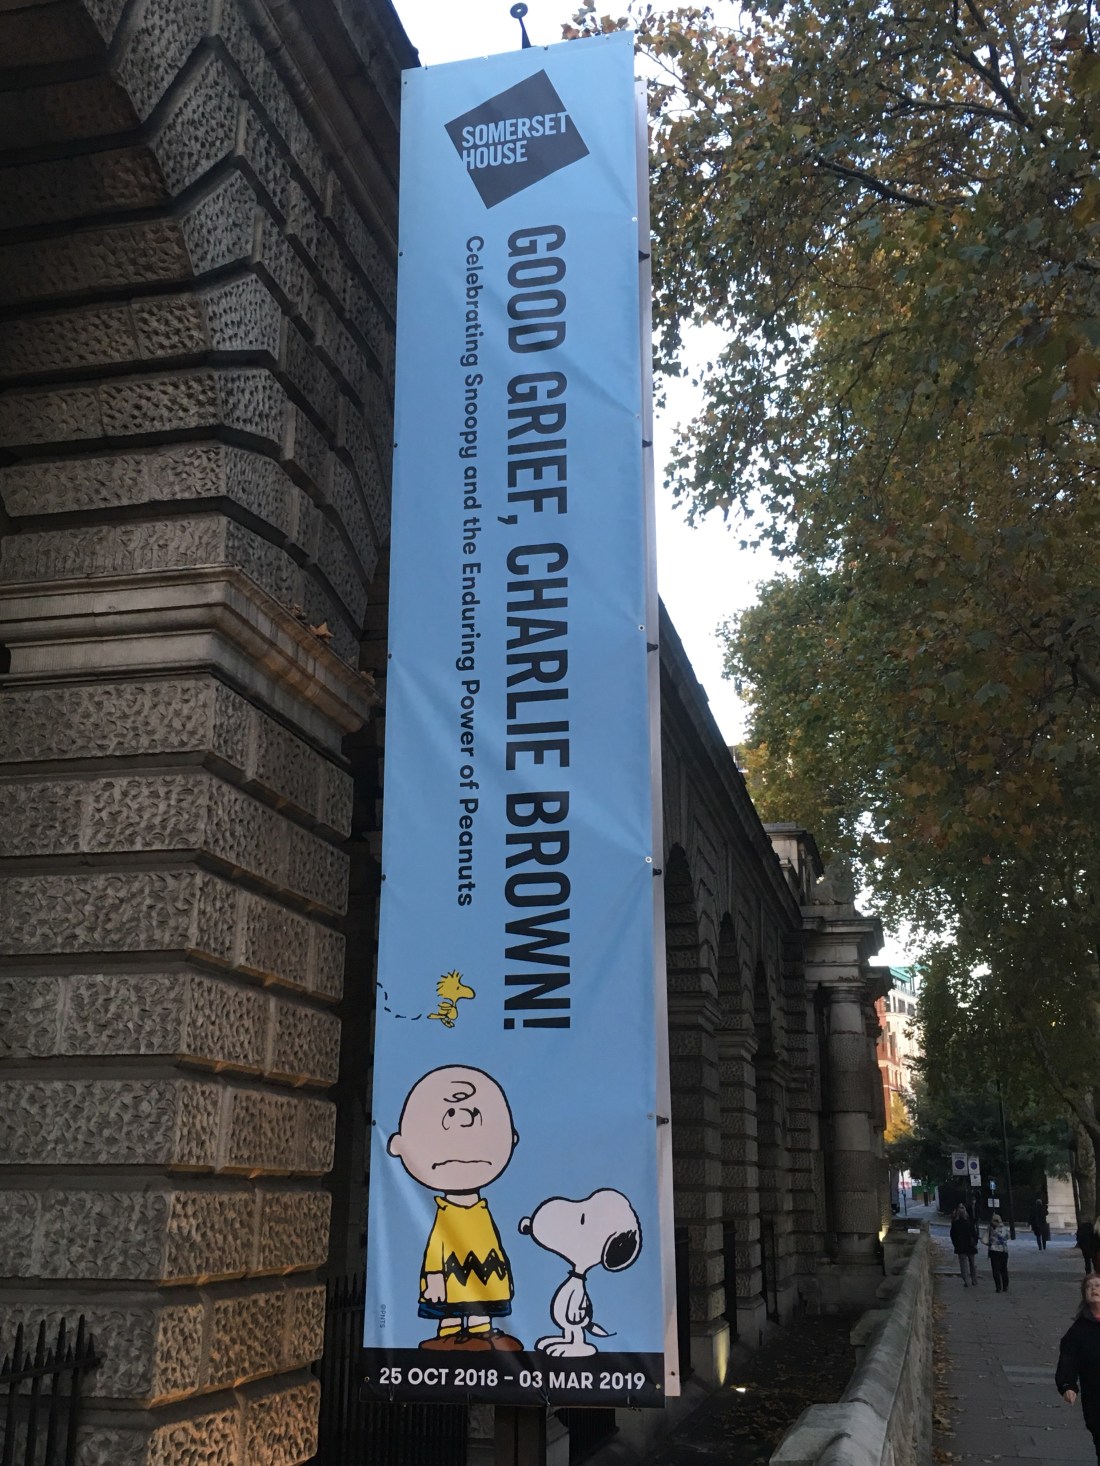 SOMERSET
HOUSE
GOOD GRIEF, CHARLIE BROWN!
Celebrating Snoopy and the Enduring Power of Peanuts
©PNTS
25 OCT 2018 – 03 MAR 2019